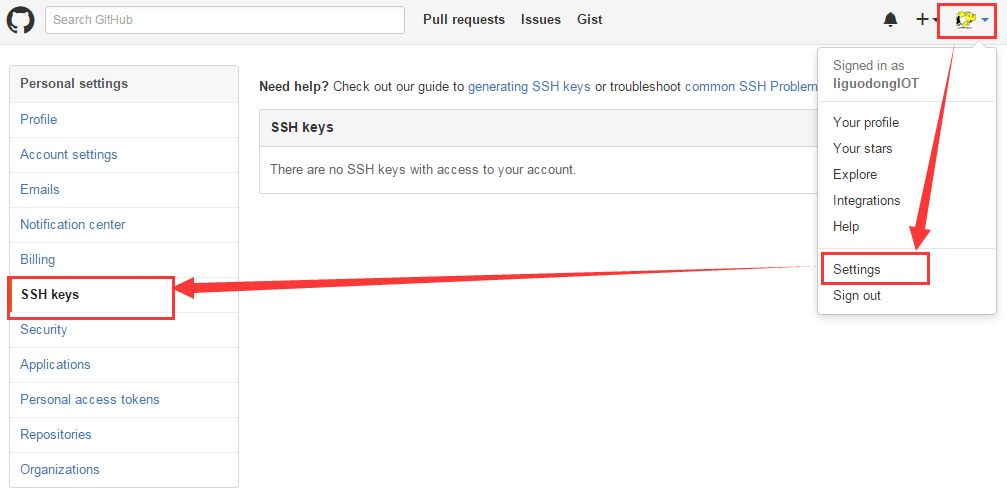 Search GitHub
Pull requests Issues Gist
Signed in as
liguodongIOT
Your profile
Your stars
Explore
Integrations
Help
Settings
Sign out
Personal settings
Profile
Account settings
Emails
Notification center
Billing
SSH keys
Security
Applications
Personal access tokens
Repositories
Organizations
Need help? Check out our guide to generating SSH keys or troubleshoot common SSH Problem
SSH keys
There are no SSH keys with access to your account.